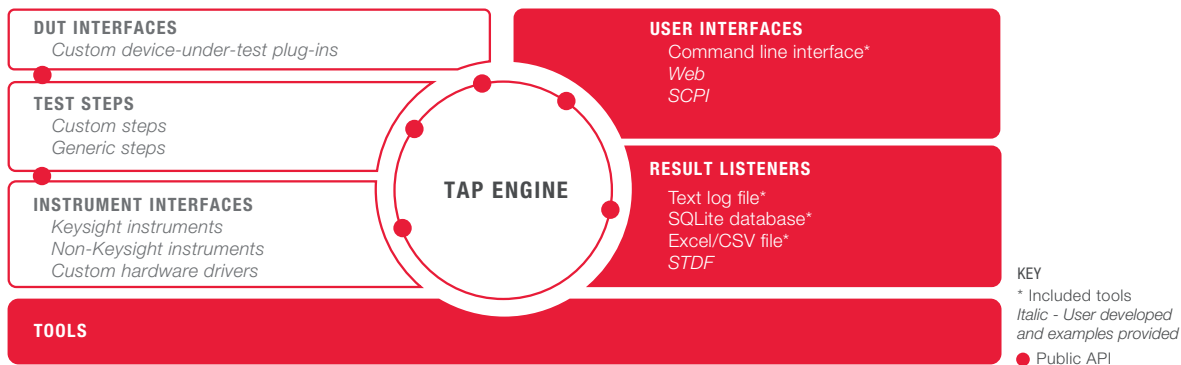 DUT INTERFACES
Custom device-under-test plug-ins
TEST STEPS
Custom steps
Generic steps
INSTRUMENT INTERFACES
Keysight instruments
Non-Keysight instruments
Custom hardware drivers
TAP ENGINE
USER INTERFACES
Command line interface*
Web
SCPI
RESULT LISTENERS
Text log file*
SQLite database*
Excel/CSV file*
STDF
TOOLS
KEY
* Included tools
Italic - User developed
and examples provided
Public API